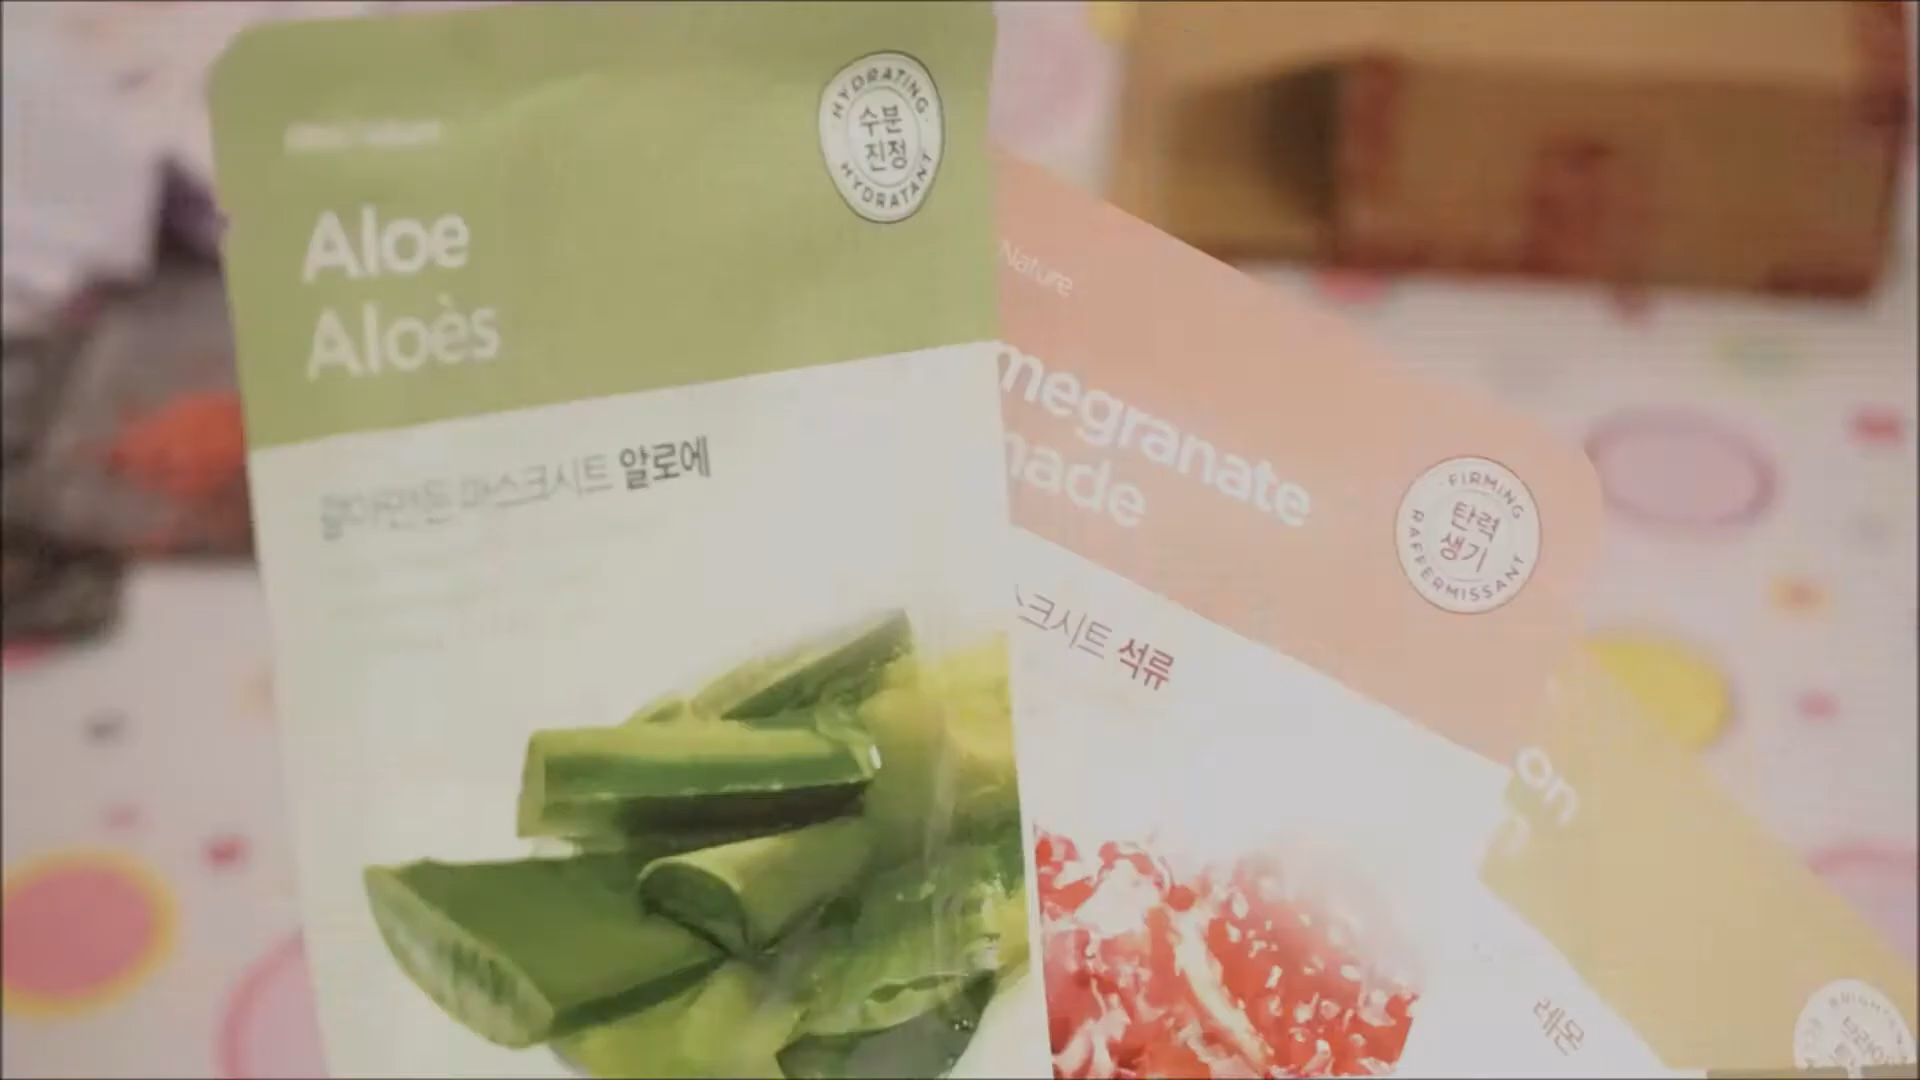 HYDRATING
수분
진정
HYDRATANT
Aloe
Aloès
마스크시트 알로에
Nature
megranate
nade
FIRMING
탄력
생기
RAFFERMISSANT
스크시트 석류
on
레몬